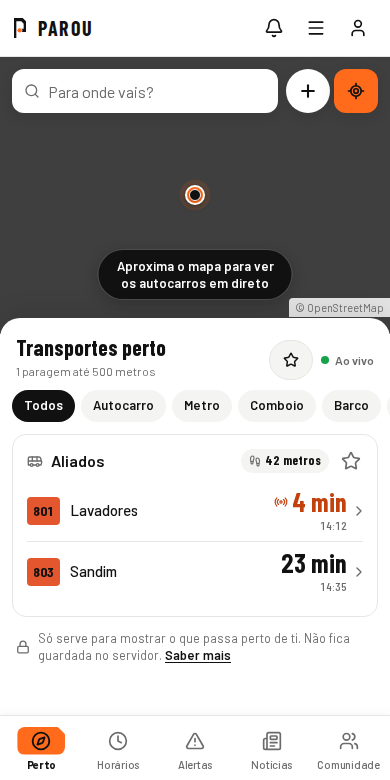 PAROU
Para onde vais?
Aproxima o mapa para ver
os autocarros em direto
© OpenStreetMap
Transportes perto
1 paragem até 500 metros
Ao vivo
Todos
Autocarro
Metro
Comboio
Barco
Aliados
42 metros
801
Lavadores
4 min
14:12
803
Sandim
23 min
14:35
Só serve para mostrar o que passa perto de ti. Não fica
guardada no servidor. Saber mais
Perto
Horários
Alertas
Notícias
Comunidade